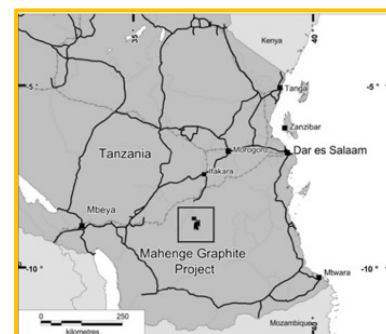 35
40
Kenya
-5°
-5°
Tanga
Zanzibar
Tanzania
Morogoro
Dar es Salaam
Ifakara
Mbeya
Mahenge Graphite
Project
-10°
-10°
Mtwara
0
250
kilometres
Mozambique